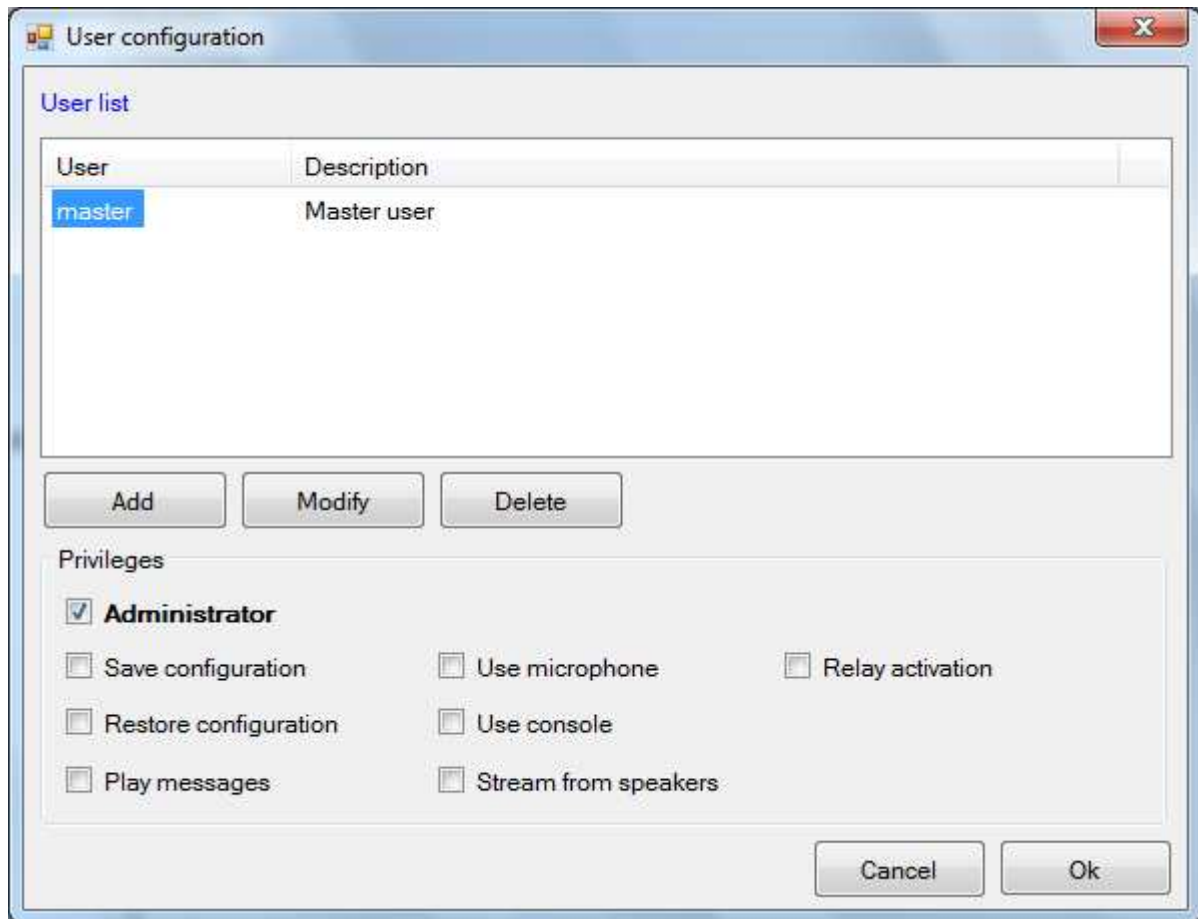 User configuration
User list
User Description
master Master user
Add Modify Delete
Privileges
Administrator
Save configuration Use microphone Relay activation
Restore configuration Use console
Play messages Stream from speakers
Cancel Ok